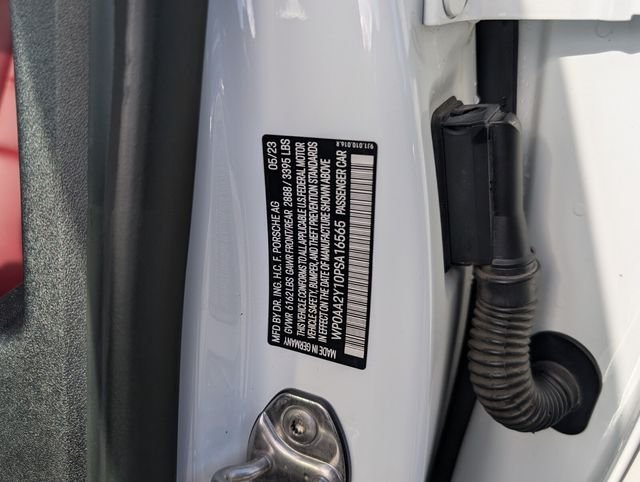 MFD BY DR. ING. H.C. F. PORSCHE AG 05/23
GVWR 6162 LBS GAWR FRONT/REAR 2888 / 3395 LBS
THIS VEHICLE CONFORMS TO ALL APPLICABLE U.S. FEDERAL MOTOR
VEHICLE SAFETY, BUMPER, AND THEFT PREVENTION STANDARDS
IN EFFECT ON THE DATE OF MANUFACTURE SHOWN ABOVE
WP0AA2Y10PSA16565 PASSENGER CAR
MADE IN GERMANY 9J1.010.016.R